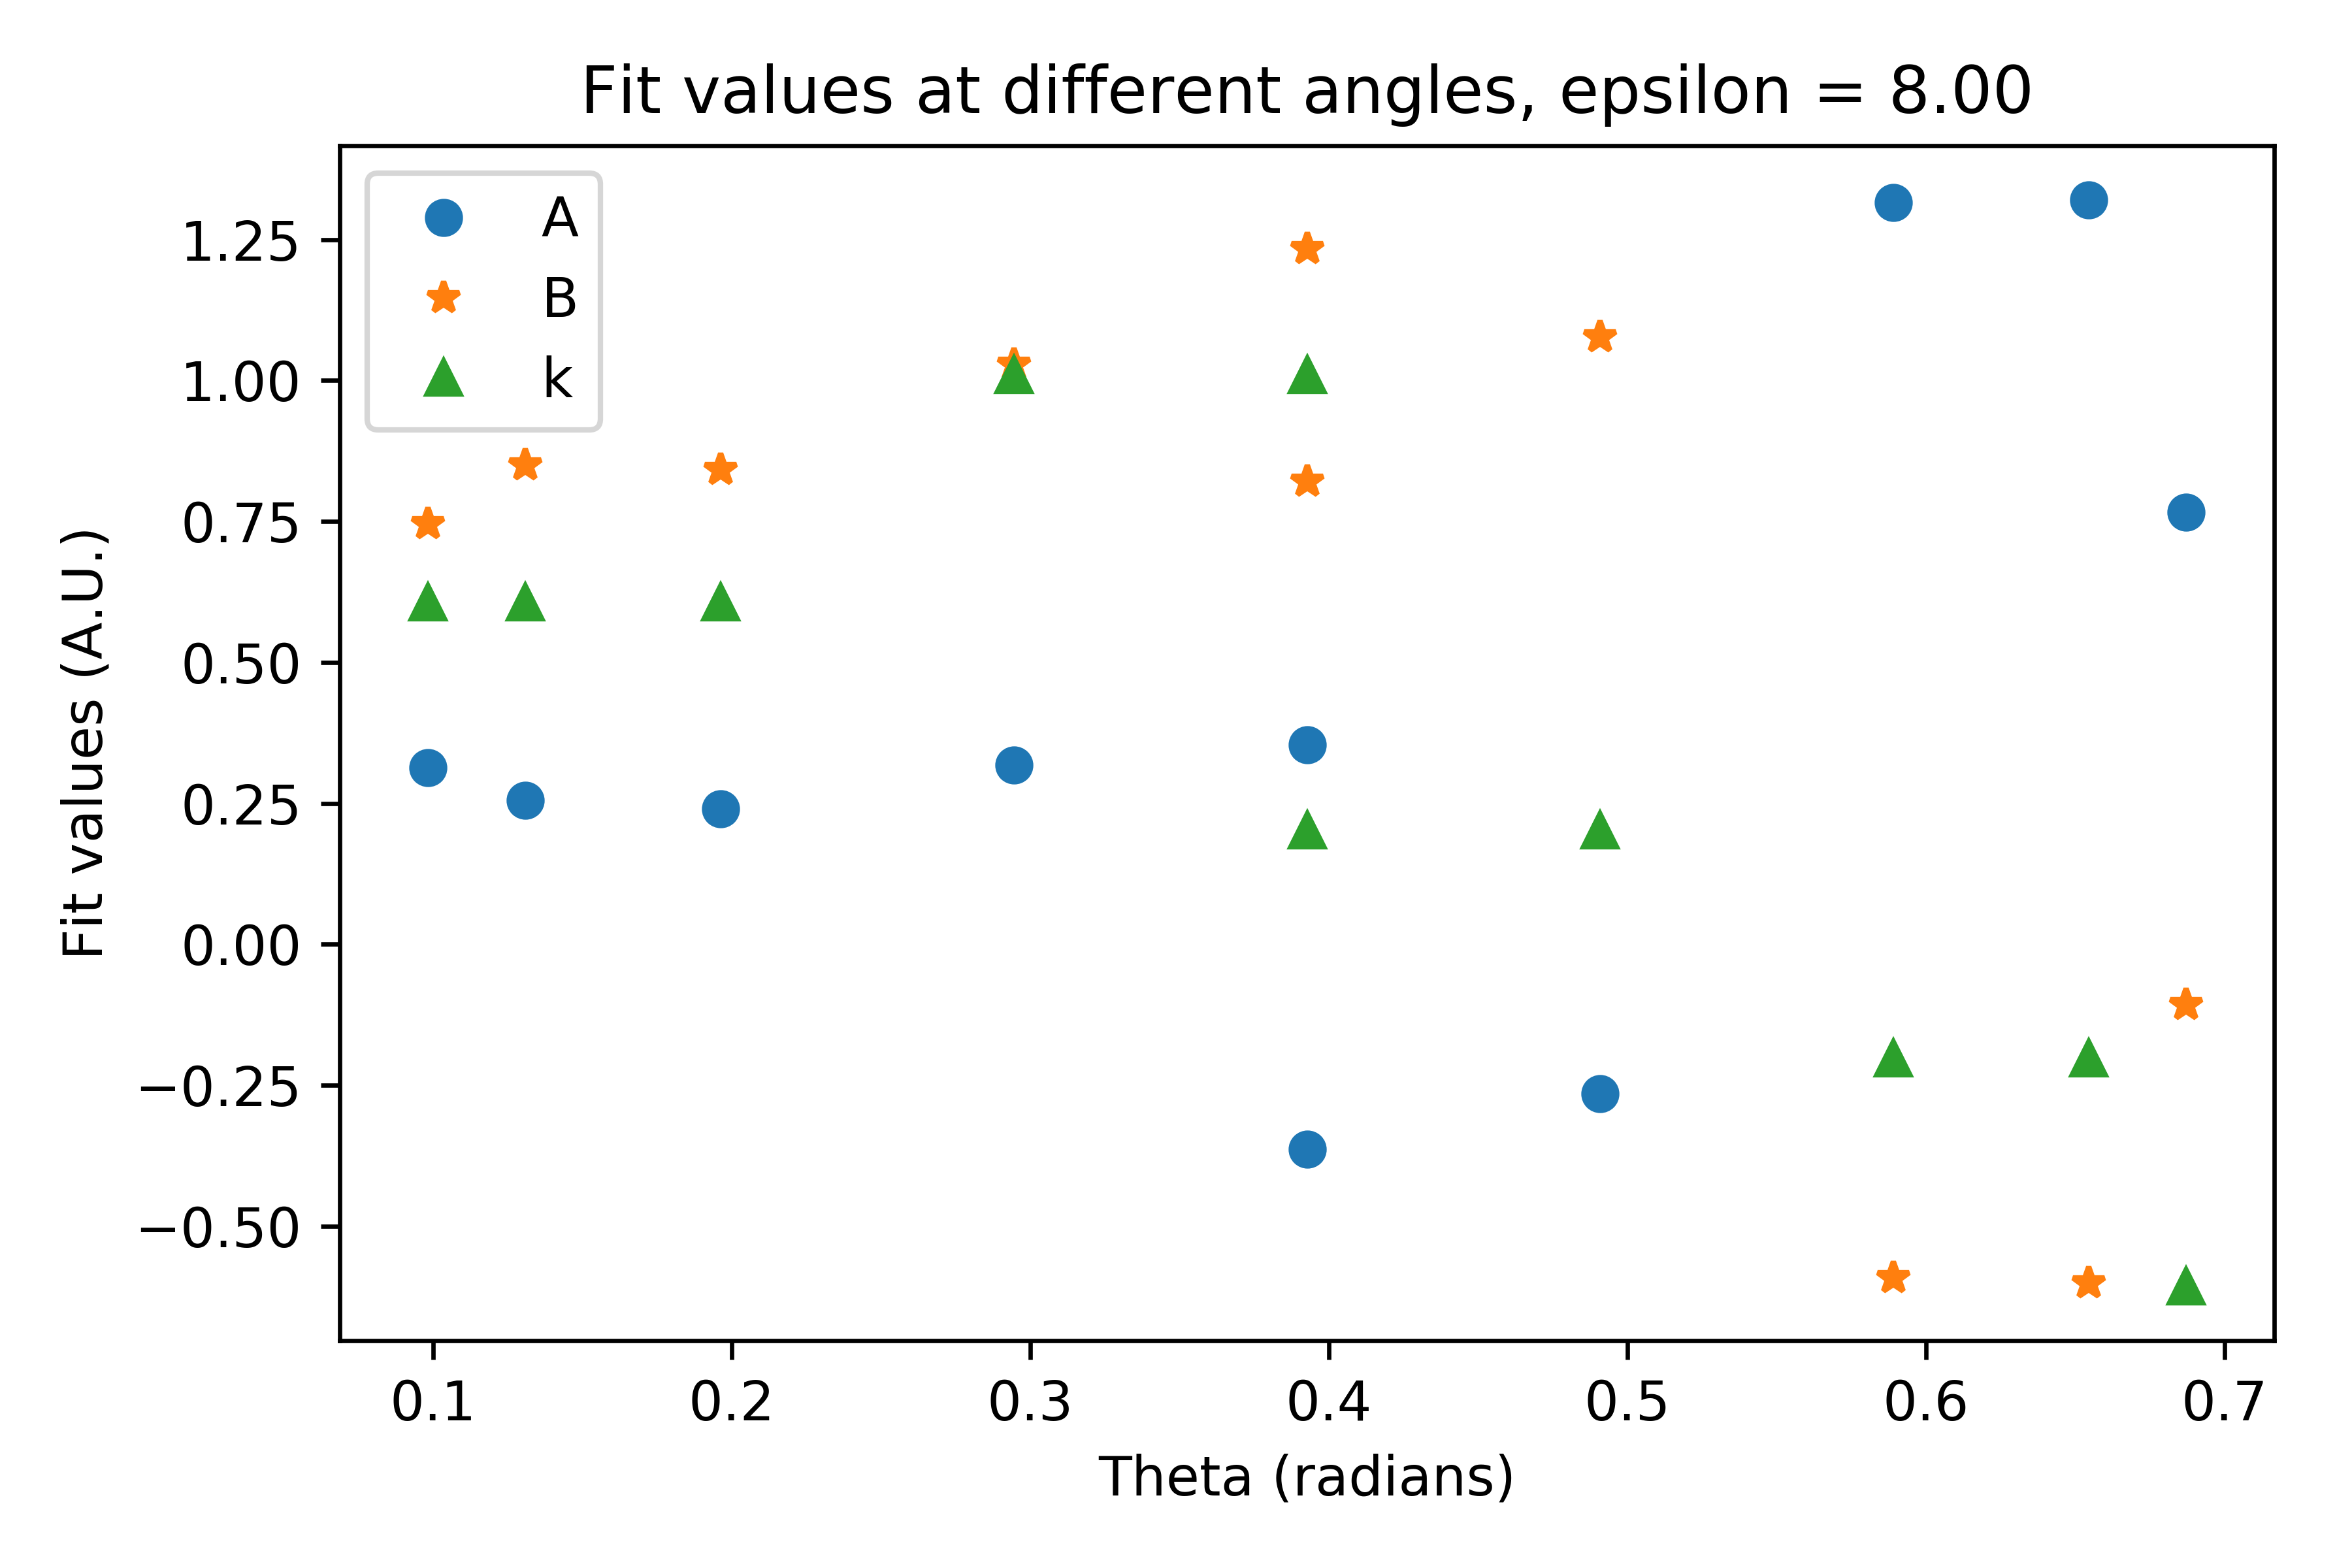 Fit values at different angles, epsilon = 8.00
A
B
k
1.25
1.00
0.75
0.50
0.25
0.00
−0.25
−0.50
Fit values (A.U.)
0.1 0.2 0.3 0.4 0.5 0.6 0.7
Theta (radians)